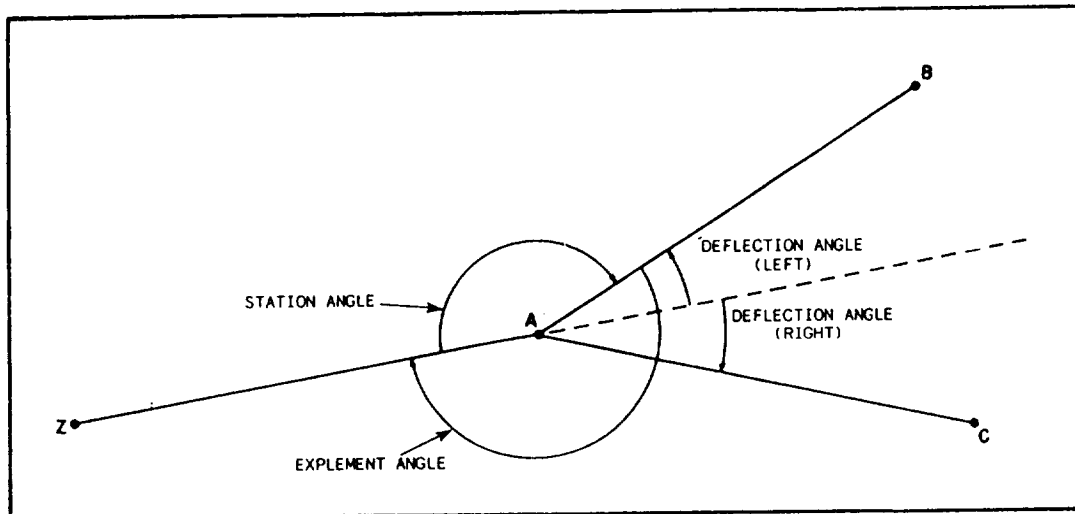 B
DEFLECTION ANGLE
(LEFT)
STATION ANGLE
A
DEFLECTION ANGLE
(RIGHT)
Z
C
EXPLEMENT ANGLE